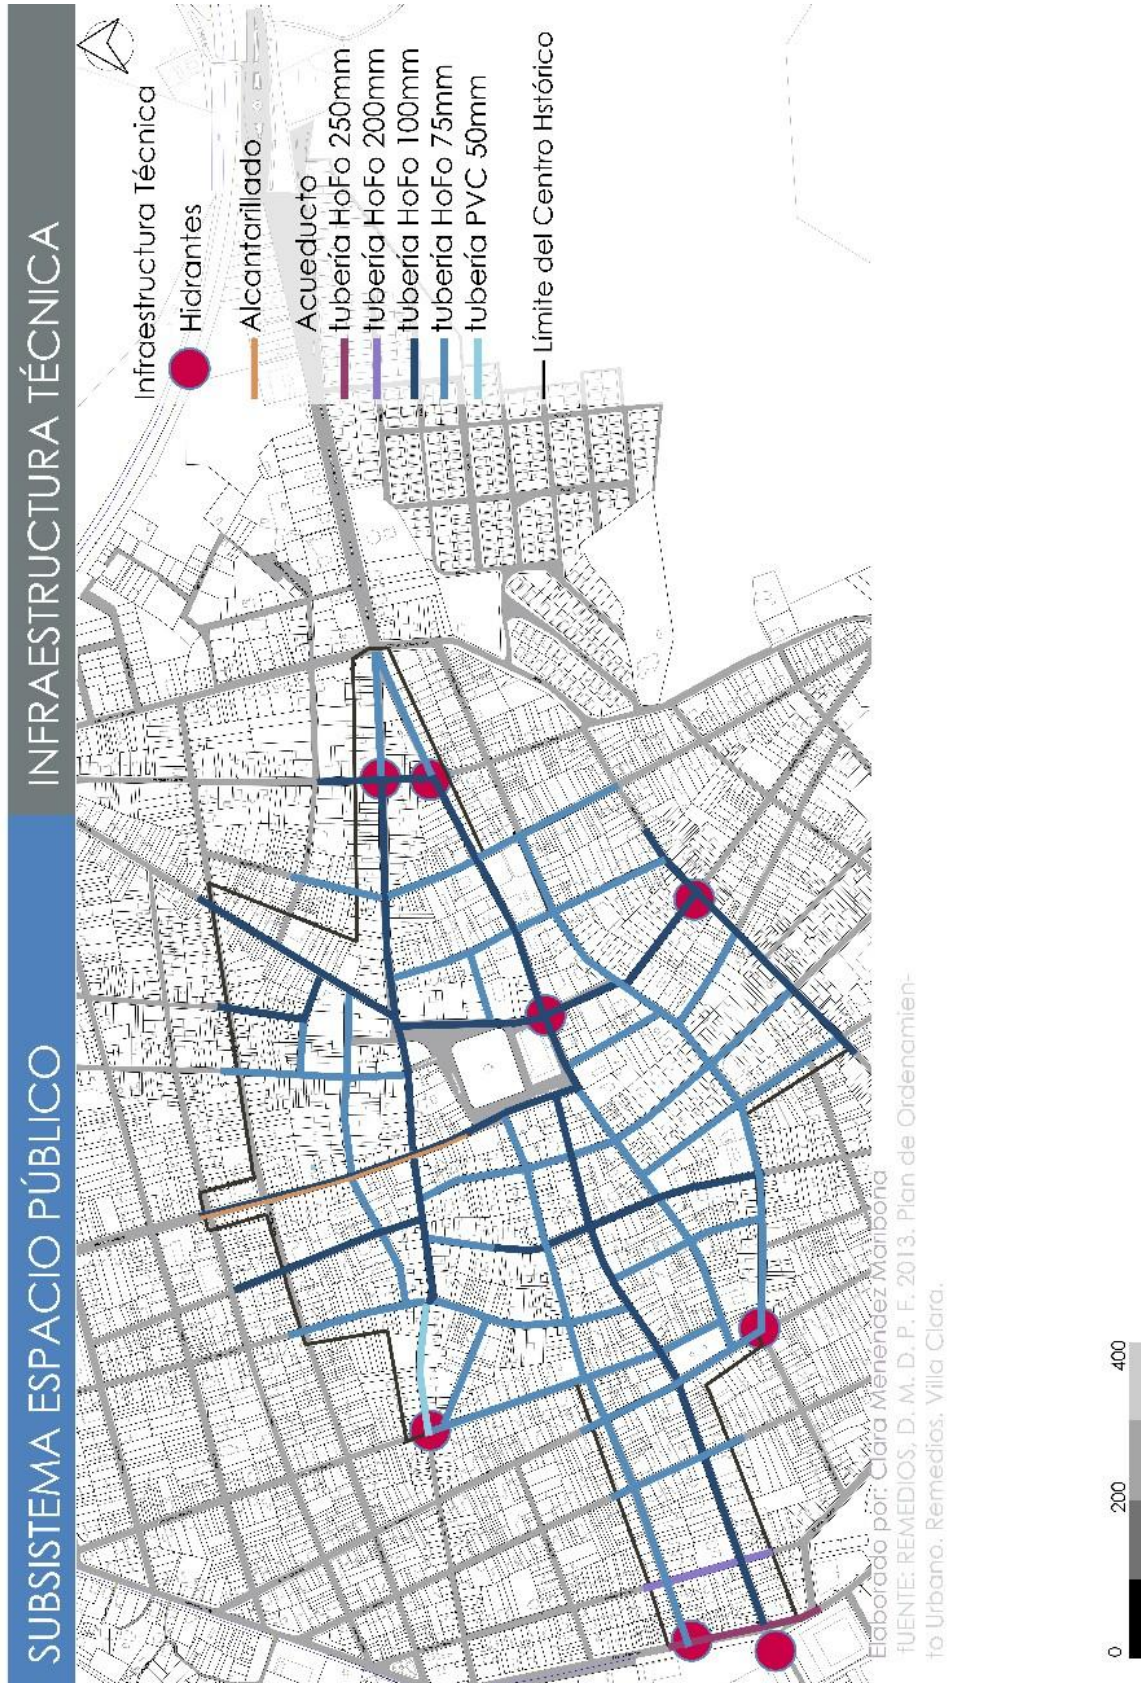 SUBSISTEMA ESPACIO PÚBLICO
INFRAESTRUCTURA TÉCNICA
Infraestructura Técnica
Hidrantes
Alcantarillado
Acueducto
tubería HoFo 250mm
tubería HoFo 200mm
tubería HoFo 100mm
tubería HoFo 75mm
tubería PVC 50mm
Límite del Centro Hstórico
Elaborado por: Clara Menéndez Maribona
fUENTE: REMEDIOS, D. M. D. P. F. 2013. Plan de Ordenamien-
to Urbano. Remedios. Villa Clara.
0 200 400